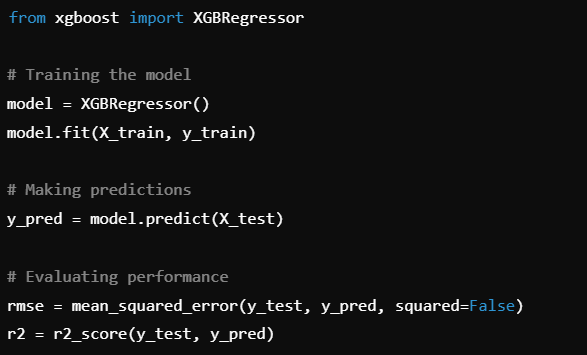 from xgboost import XGBRegressor
# Training the model
model = XGBRegressor()
model.fit(X_train, y_train)
# Making predictions
y_pred = model.predict(X_test)
# Evaluating performance
rmse = mean_squared_error(y_test, y_pred, squared=False)
r2 = r2_score(y_test, y_pred)